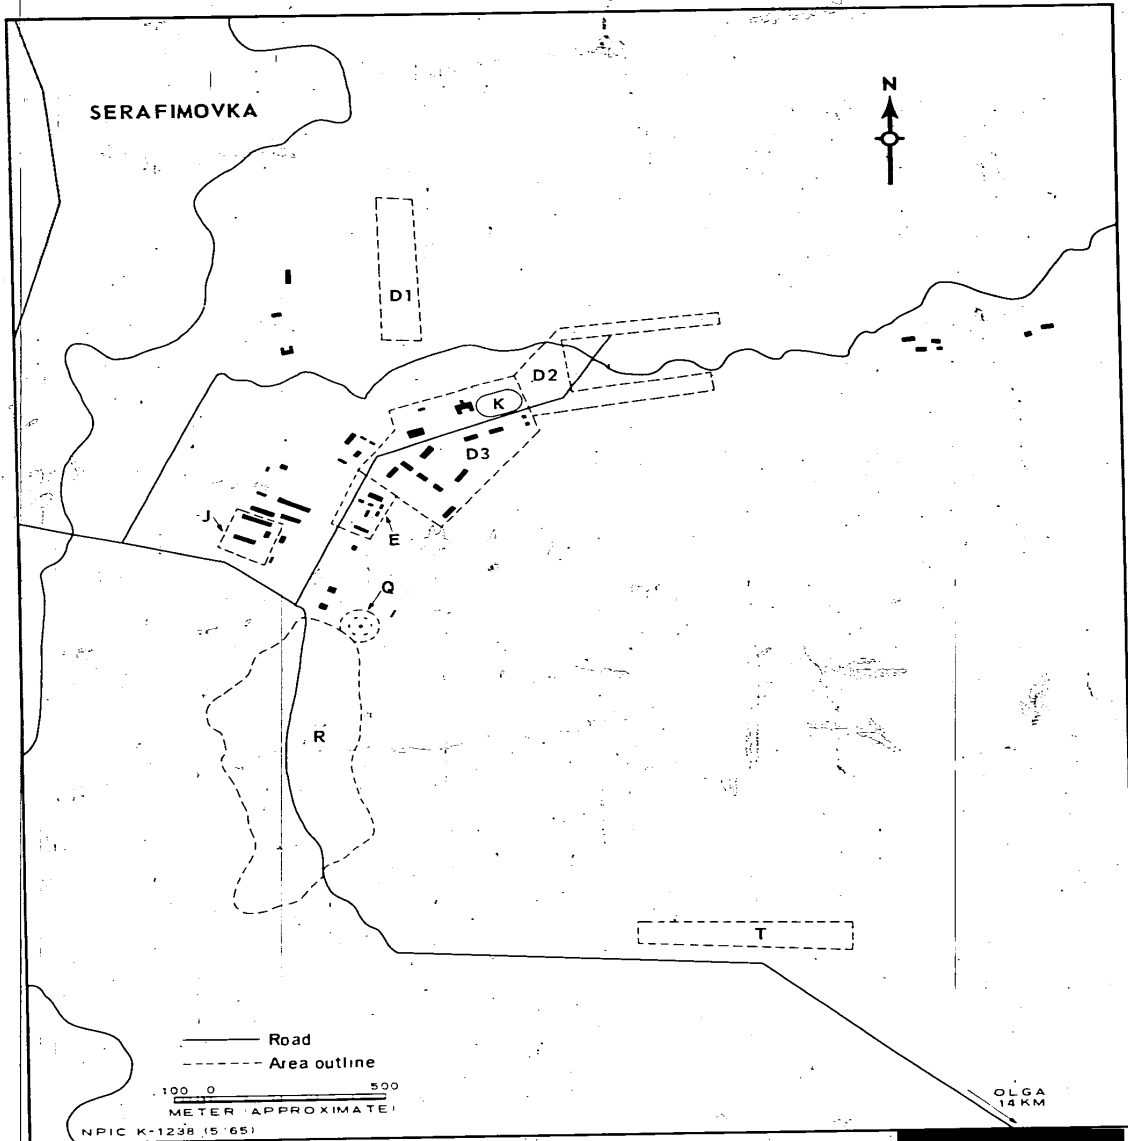 N
SERAFIMOVKA
D1
D2
K
D3
J
E
Q
R
T
Road
Area outline
100 0 500
METER (APPROXIMATE)
OLGA
14 KM
NPIC K-1238 (5/65)